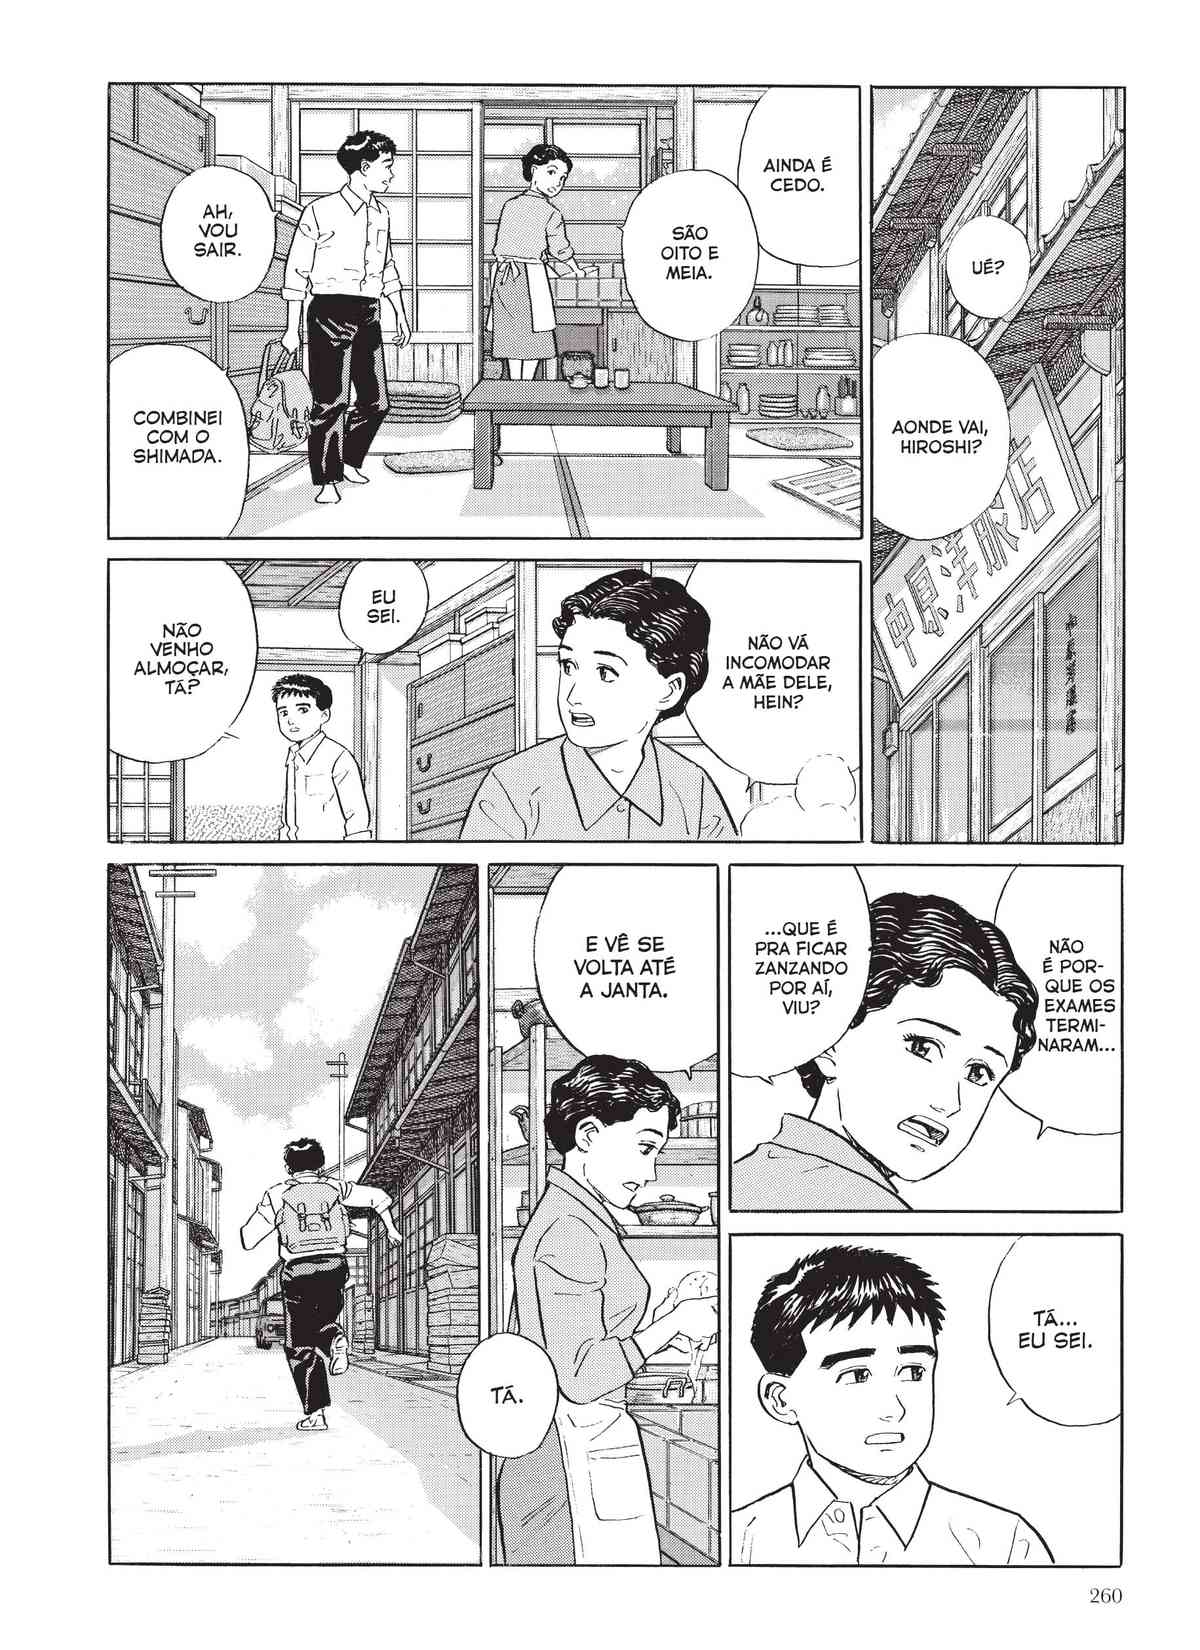 UÉ?
AONDE VAI,
HIROSHI?
中原洋服店
AINDA É
CEDO.
SÃO
OITO E
MEIA.
AH,
VOU
SAIR.
COMBINEI
COM O
SHIMADA.
NÃO VÁ
INCOMODAR
A MÃE DELE,
HEIN?
EU
SEI.
NÃO
VENHO
ALMOÇAR,
TÁ?
NÃO
É POR-
QUE OS
EXAMES
TERMI-
NARAM...
...QUE É
PRA FICAR
ZANZANDO
POR AÍ,
VIU?
TÁ...
EU SEI.
E VÊ SE
VOLTA ATÉ
A JANTA.
TÁ.
260